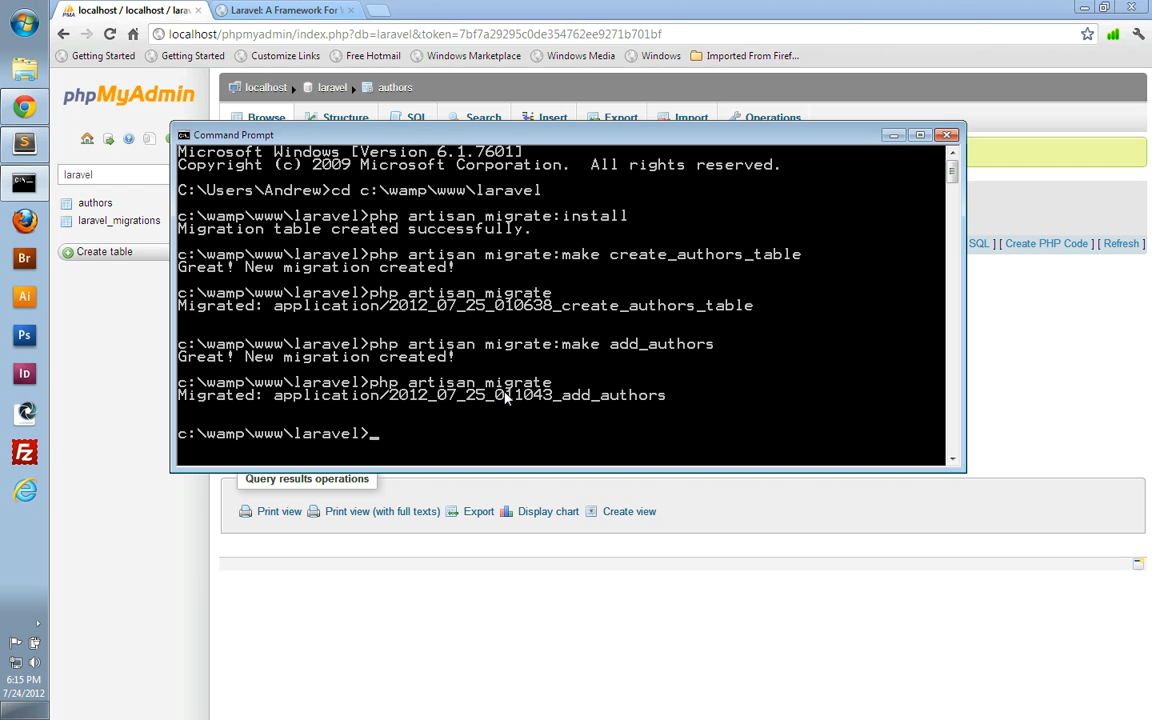 localhost / localhost / larav
Laravel: A Framework For
localhost/phpmyadmin/index.php?db=laravel&token=7bf7a29295c0de354762ee9271b701bf
Getting Started
Getting Started
Customize Links
Free Hotmail
Windows Marketplace
Windows Media
Windows
Imported From Firef...
phpMyAdmin
localhost
laravel
authors
Browse
Structure
SQL
Search
Insert
Export
Import
Operations
laravel
authors
laravel_migrations
Create table
SQL ] [ Create PHP Code ] [ Refresh ]
Command Prompt
Microsoft Windows [Version 6.1.7601]
Copyright (c) 2009 Microsoft Corporation.  All rights reserved.
C:\Users\Andrew>cd c:\wamp\www\laravel
c:\wamp\www\laravel>php artisan migrate:install
Migration table created successfully.
c:\wamp\www\laravel>php artisan migrate:make create_authors_table
Great! New migration created!
c:\wamp\www\laravel>php artisan migrate
Migrated: application/2012_07_25_010638_create_authors_table
c:\wamp\www\laravel>php artisan migrate:make add_authors
Great! New migration created!
c:\wamp\www\laravel>php artisan migrate
Migrated: application/2012_07_25_011043_add_authors
c:\wamp\www\laravel>_
Query results operations
Print view
Print view (with full texts)
Export
Display chart
Create view
Br
Ai
Ps
Id
Fz
6:15 PM
7/24/2012